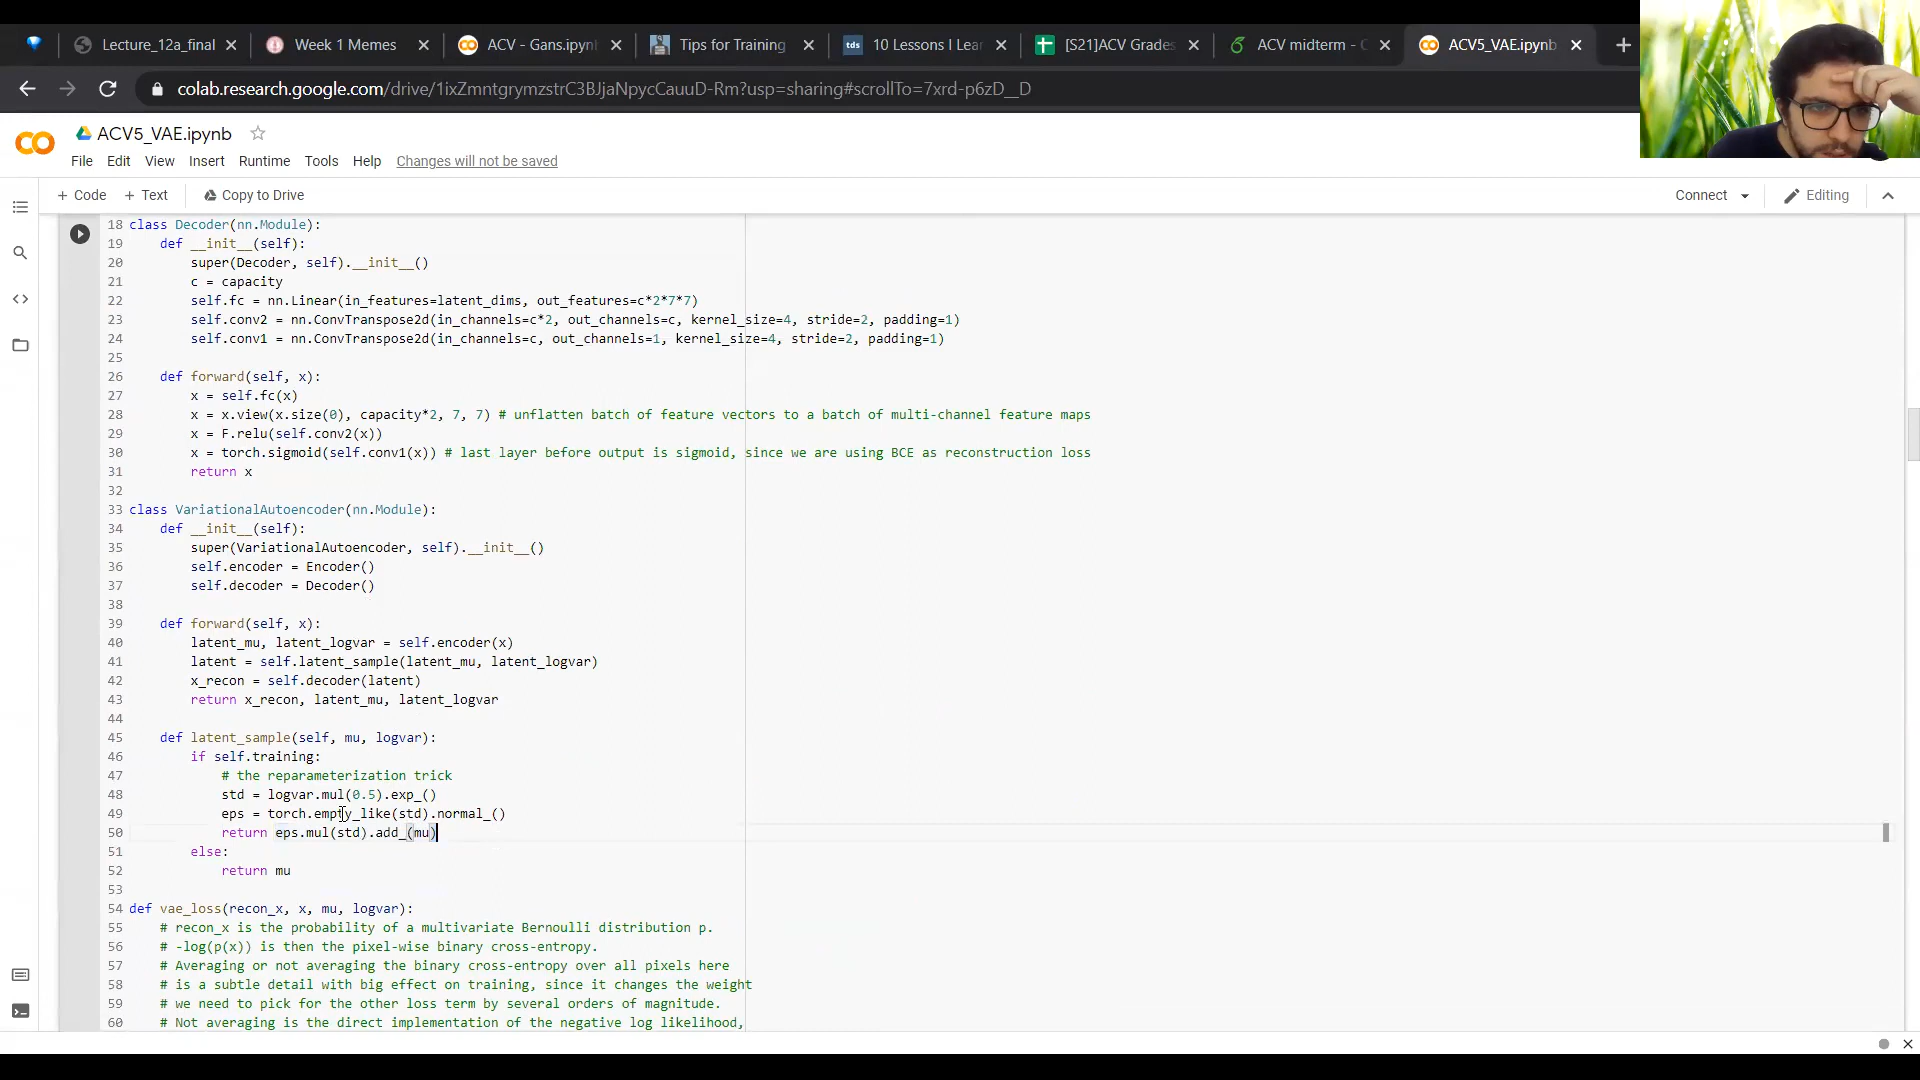 Lecture_12a_final
Week 1 Memes
ACV - Gans.ipyn
Tips for Training
tds
10 Lessons I Lear
[S21]ACV Grades
ACV midterm - O
ACV5_VAE.ipynb
colab.research.google.com/drive/1ixZmntgrymzstrC3BJjaNpycCauuD-Rm?usp=sharing#scrollTo=7xrd-p6zD__D
ACV5_VAE.ipynb
File Edit View Insert Runtime Tools Help Changes will not be saved
+ Code + Text Copy to Drive Connect Editing
18 class Decoder(nn.Module):
19 def __init__(self):
20 super(Decoder, self).__init__()
21 c = capacity
22 self.fc = nn.Linear(in_features=latent_dims, out_features=c*2*7*7)
23 self.conv2 = nn.ConvTranspose2d(in_channels=c*2, out_channels=c, kernel_size=4, stride=2, padding=1)
24 self.conv1 = nn.ConvTranspose2d(in_channels=c, out_channels=1, kernel_size=4, stride=2, padding=1)
25
26 def forward(self, x):
27 x = self.fc(x)
28 x = x.view(x.size(0), capacity*2, 7, 7) # unflatten batch of feature vectors to a batch of multi-channel feature maps
29 x = F.relu(self.conv2(x))
30 x = torch.sigmoid(self.conv1(x)) # last layer before output is sigmoid, since we are using BCE as reconstruction loss
31 return x
32
33 class VariationalAutoencoder(nn.Module):
34 def __init__(self):
35 super(VariationalAutoencoder, self).__init__()
36 self.encoder = Encoder()
37 self.decoder = Decoder()
38
39 def forward(self, x):
40 latent_mu, latent_logvar = self.encoder(x)
41 latent = self.latent_sample(latent_mu, latent_logvar)
42 x_recon = self.decoder(latent)
43 return x_recon, latent_mu, latent_logvar
44
45 def latent_sample(self, mu, logvar):
46 if self.training:
47 # the reparameterization trick
48 std = logvar.mul(0.5).exp_()
49 eps = torch.empty_like(std).normal_()
50 return eps.mul(std).add_(mu)
51 else:
52 return mu
53
54 def vae_loss(recon_x, x, mu, logvar):
55 # recon_x is the probability of a multivariate Bernoulli distribution p.
56 # -log(p(x)) is then the pixel-wise binary cross-entropy.
57 # Averaging or not averaging the binary cross-entropy over all pixels here
58 # is a subtle detail with big effect on training, since it changes the weight
59 # we need to pick for the other loss term by several orders of magnitude.
60 # Not averaging is the direct implementation of the negative log likelihood,